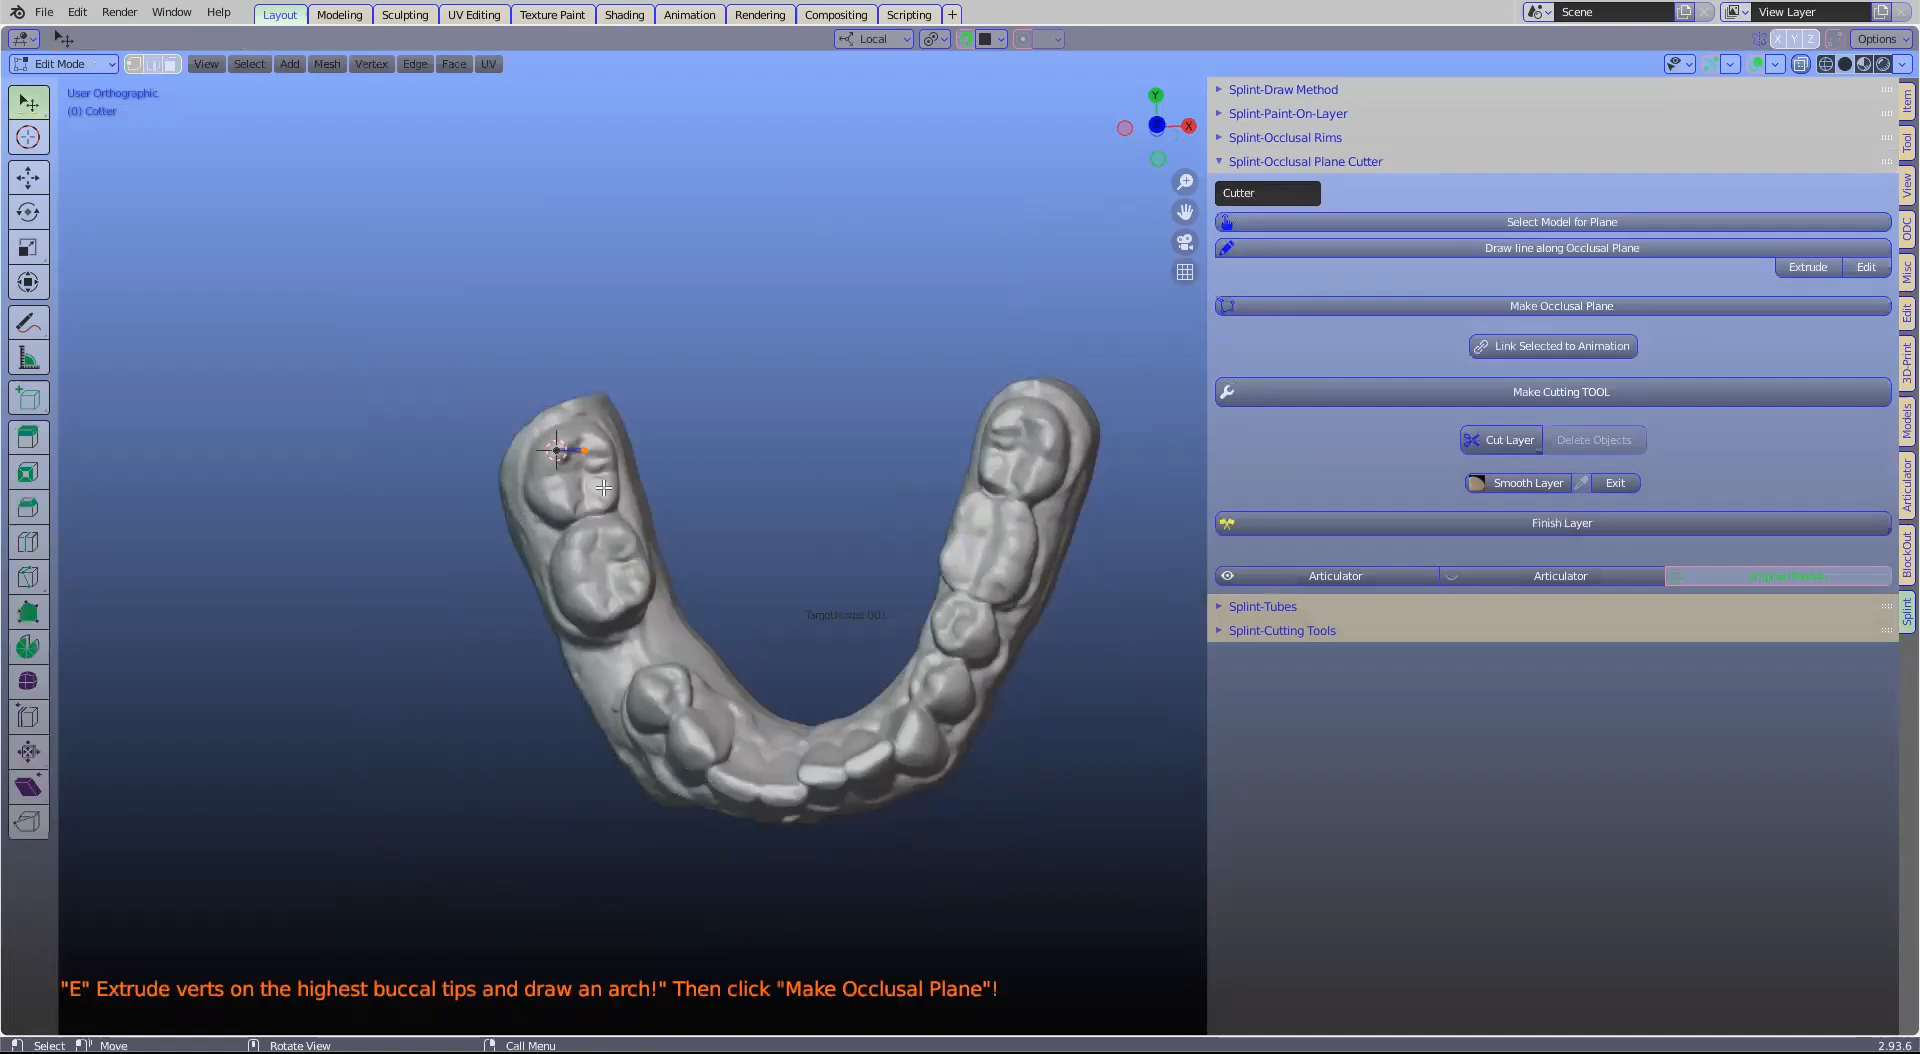 File Edit Render Window Help Layout Modeling Sculpting UV Editing Texture Paint Shading Animation Rendering Compositing Scripting + Scene View Layer
Local X Y Z Options
Edit Mode View Select Add Mesh Vertex Edge Face UV
User Orthographic
(0) Cotter
Y
X
Splint-Draw Method
Splint-Paint-On-Layer
Splint-Occlusal Rims
Splint-Occlusal Plane Cutter
Cutter
Select Model for Plane
Draw line along Occlusal Plane
Extrude Edit
Make Occlusal Plane
Link Selected to Animation
Make Cutting TOOL
Cut Layer Delete Objects
Smooth Layer Exit
Finish Layer
Articulator Articulator
Splint-Tubes
Splint-Cutting Tools
Item
Tool
View
ODC
Misc
Edit
3D-Print
Models
Articulator
BlockOut
Splint
"E" Extrude verts on the highest buccal tips and draw an arch!" Then click "Make Occlusal Plane"!
Select Move Rotate View Call Menu 2.93.6